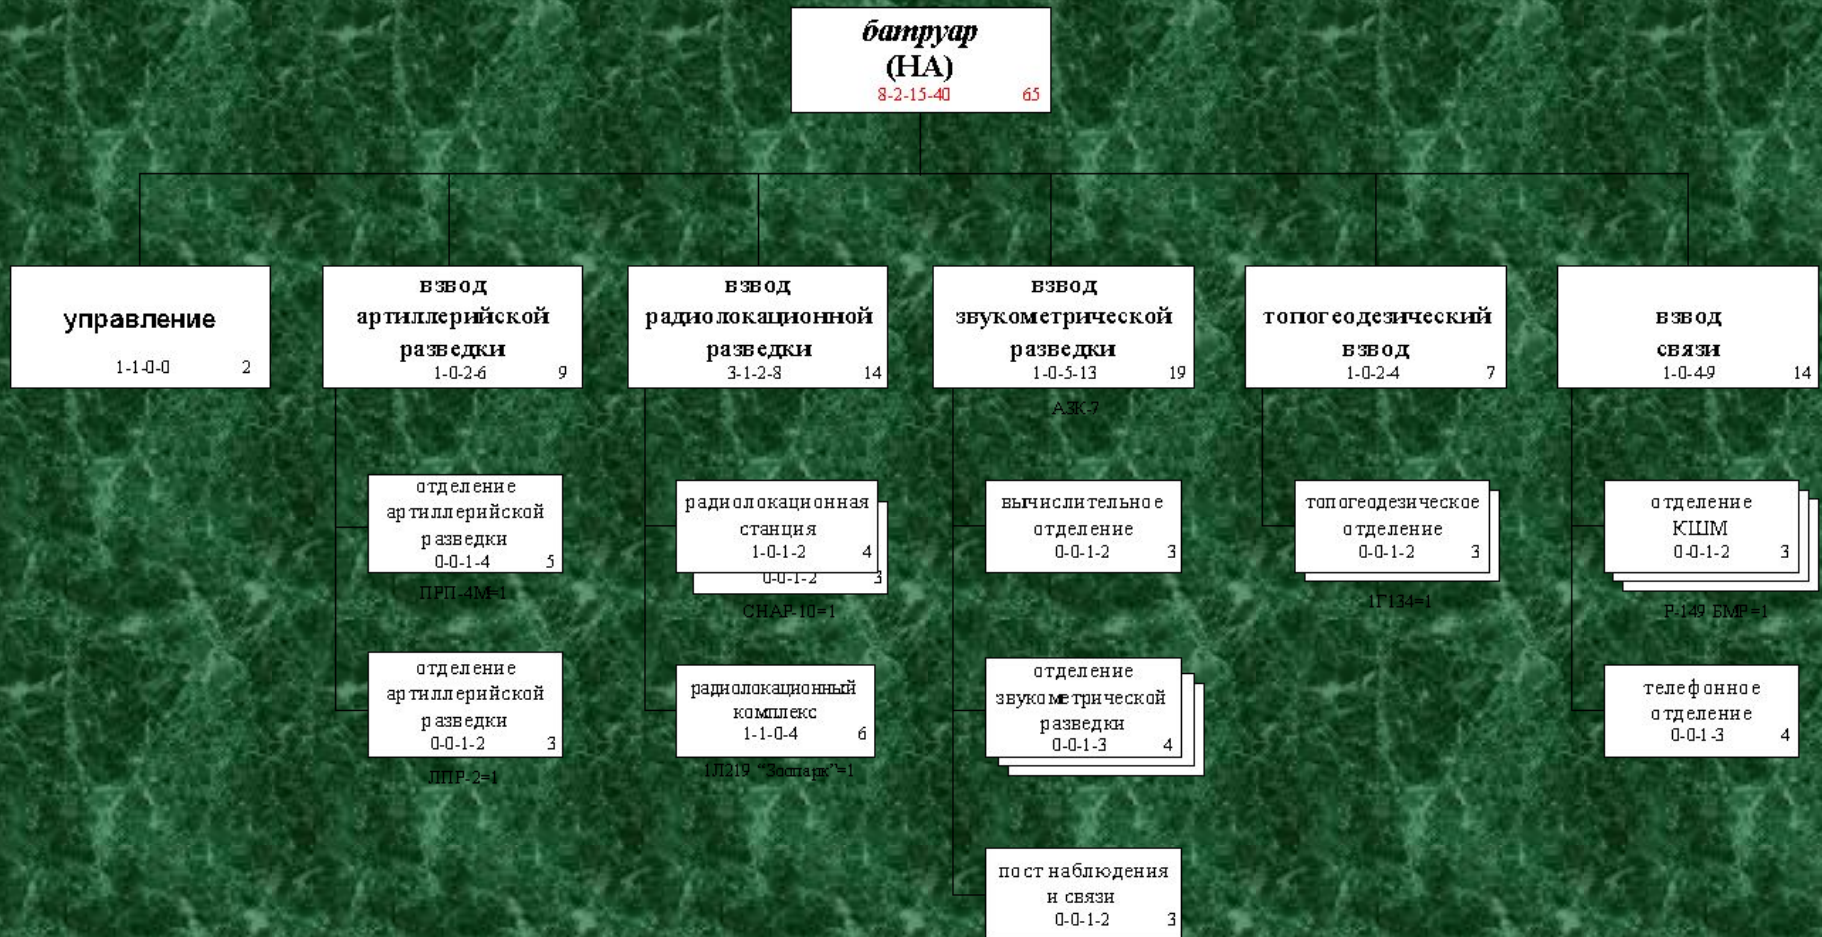 батруар
(НА)
8-2-15-40 65
управление
1-1-0-0 2
взвод
артиллерийской
разведки
1-0-2-6 9
взвод
радиолокационной
разведки
3-1-2-8 14
взвод
звукометрической
разведки
1-0-5-13 19
топогеодезический
взвод
1-0-2-4 7
взвод
связи
1-0-4-9 14
АЗК-7
отделение
артиллерийской
разведки
0-0-1-4 5
ПРП-4М=1
отделение
артиллерийской
разведки
0-0-1-2 3
ЛПР-2=1
радиолокационная
станция
1-0-1-2 4
0-0-1-2 3
СНАР-10=1
радиолокационный
комплекс
1-1-0-4 6
1Л219 "Зоопарк"=1
вычислительное
отделение
0-0-1-2 3
отделение
звукометрической
разведки
0-0-1-3 4
пост наблюдения
и связи
0-0-1-2 3
топогеодезическое
отделение
0-0-1-2 3
1Г134=1
отделение
КШМ
0-0-1-2 3
Р-149 БМР=1
телефонное
отделение
0-0-1-3 4